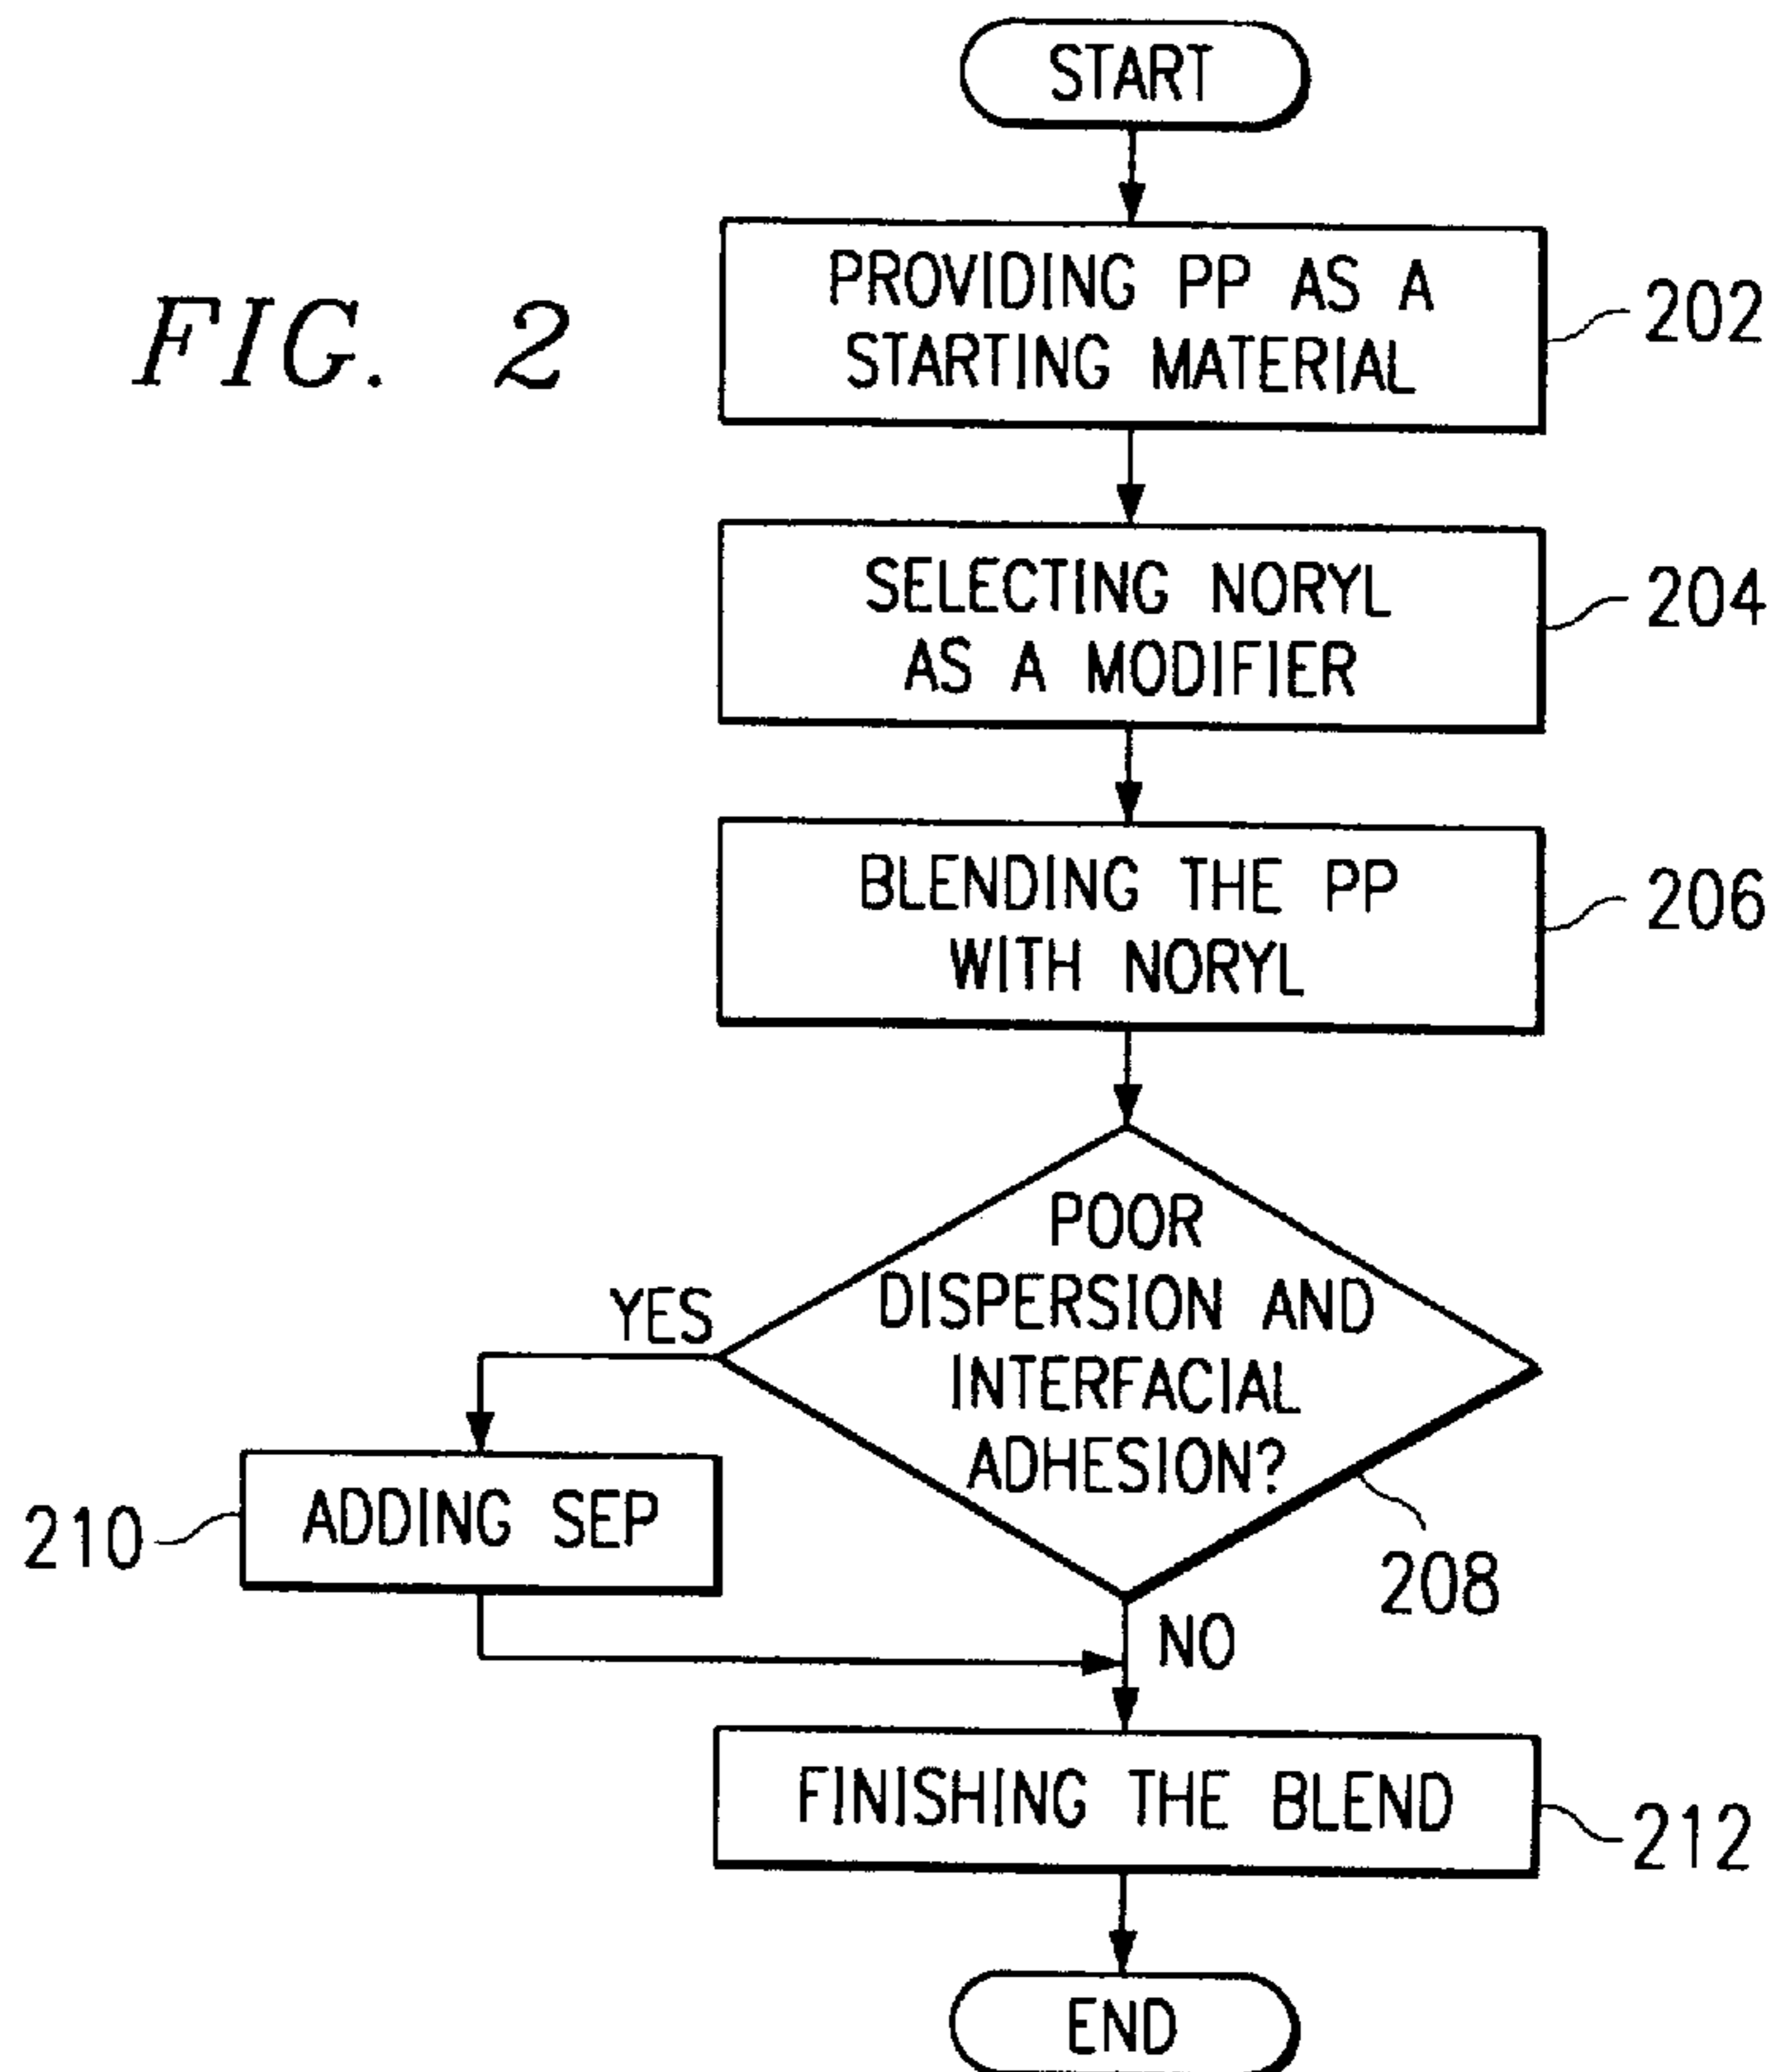 START
FIG. 2
PROVIDING PP AS A
STARTING MATERIAL
202
SELECTING NORYL
AS A MODIFIER
204
BLENDING THE PP
WITH NORYL
206
POOR
DISPERSION AND
INTERFACIAL
ADHESION?
208
YES
ADDING SEP
210
NO
FINISHING THE BLEND
212
END